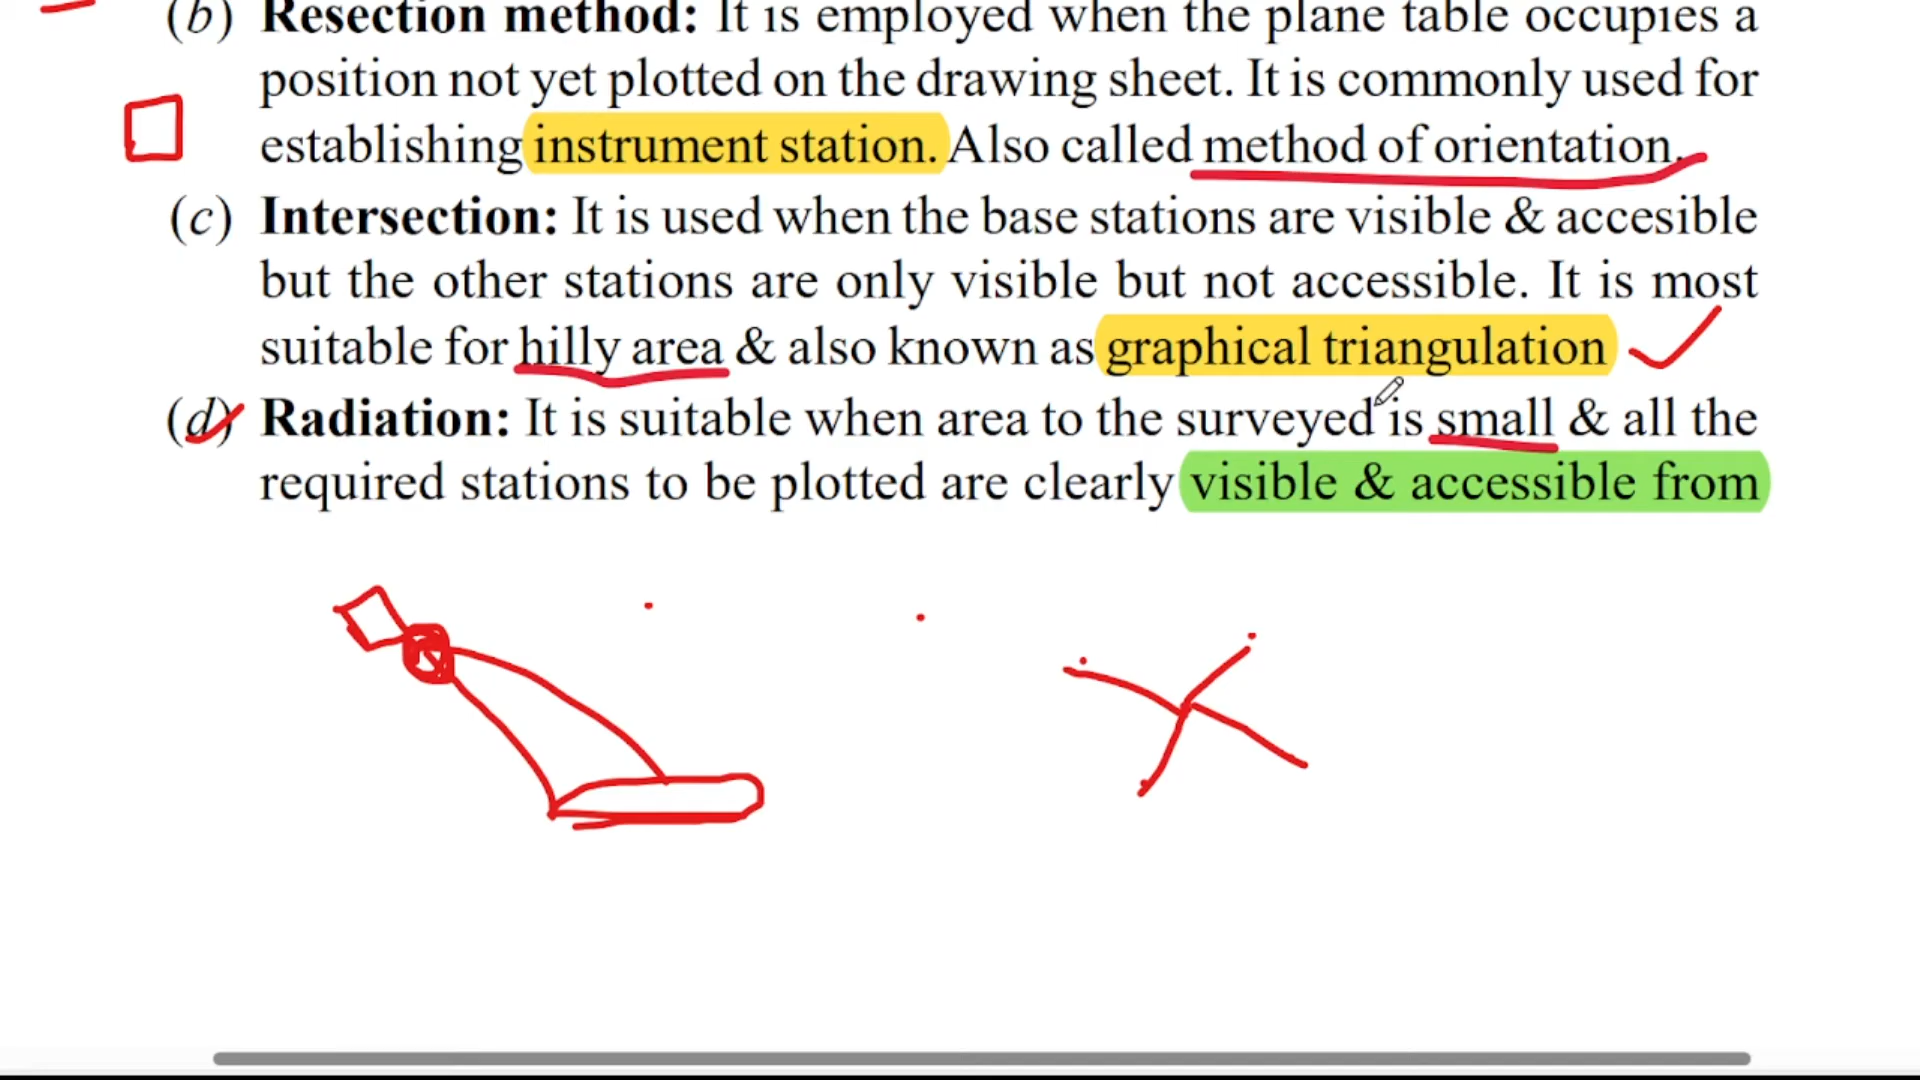 (b) Resection method: It is employed when the plane table occupies a
position not yet plotted on the drawing sheet. It is commonly used for
establishing instrument station. Also called method of orientation.
(c) Intersection: It is used when the base stations are visible & accesible
but the other stations are only visible but not accessible. It is most
suitable for hilly area & also known as graphical triangulation
(d) Radiation: It is suitable when area to the surveyed is small & all the
required stations to be plotted are clearly visible & accessible from